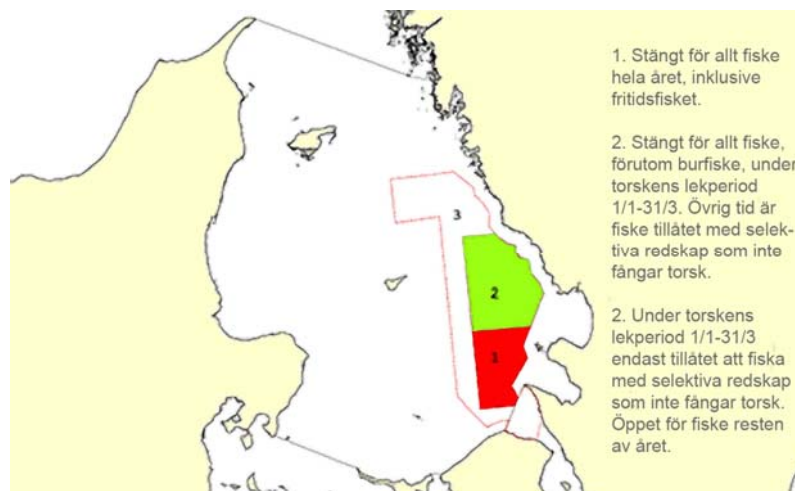 1. Stängt för allt fiske
hela året, inklusive
fritidsfisket.
2. Stängt för allt fiske,
förutom burfiske, under
torskens lekperiod
1/1-31/3. Övrig tid är
fiske tillåtet med selek-
tiva redskap som inte
fångar torsk.
2. Under torskens
lekperiod 1/1-31/3
endast tillåtet att fiska
med selektiva redskap
som inte fångar torsk.
Öppet för fiske resten
av året.
3
2
1